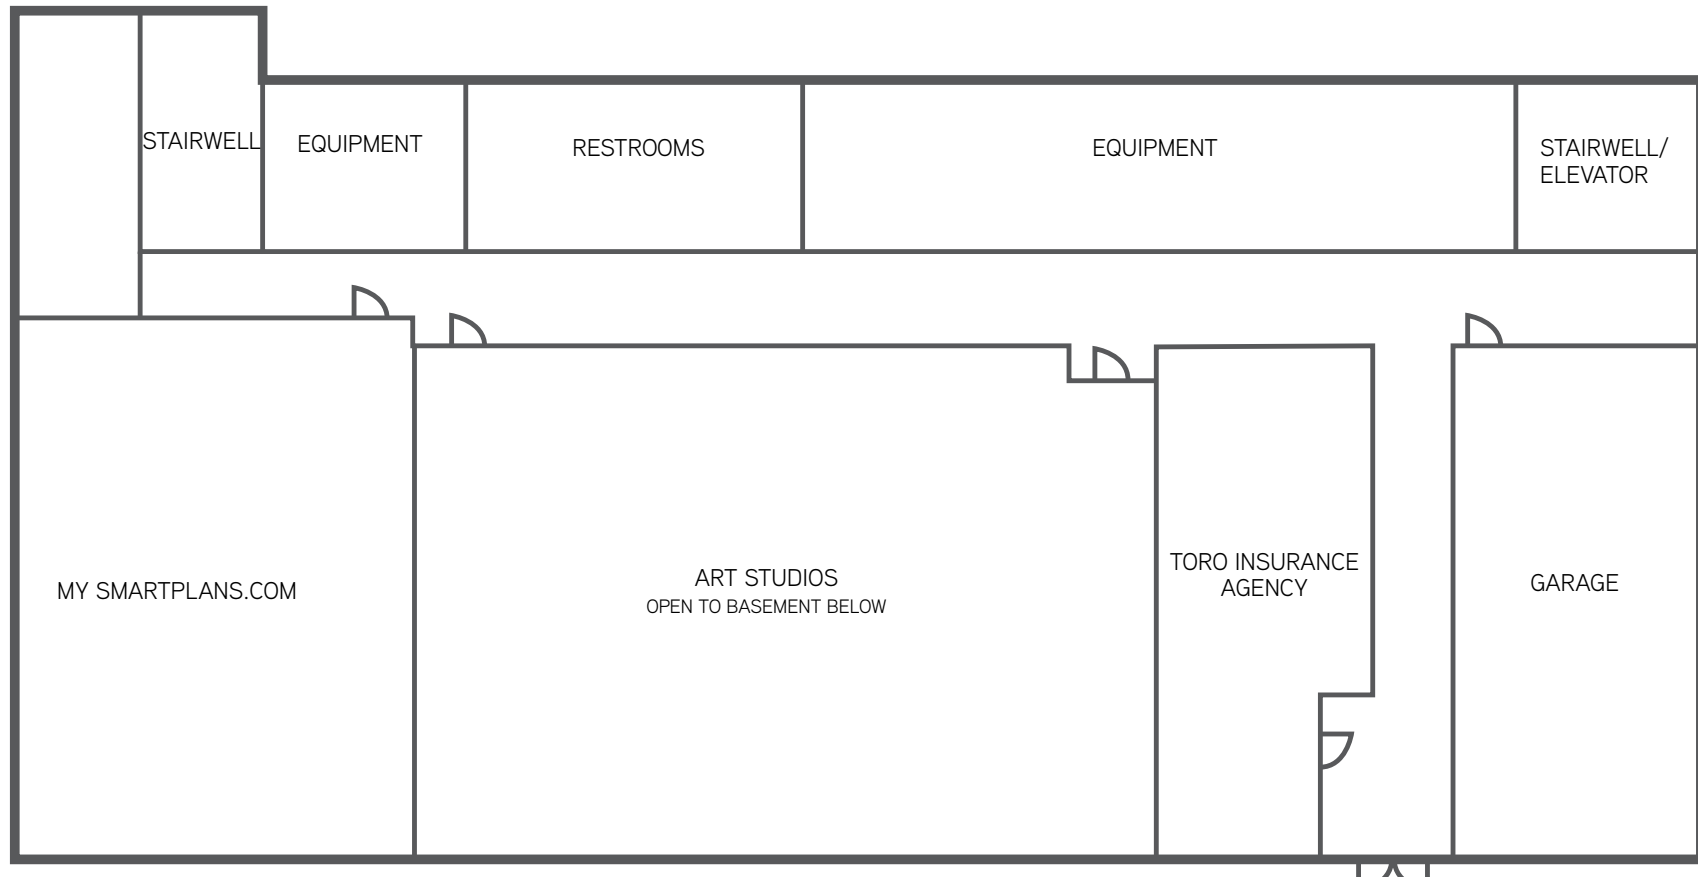 STAIRWELL
EQUIPMENT
RESTROOMS
EQUIPMENT
STAIRWELL/
ELEVATOR
MY SMARTPLANS.COM
ART STUDIOS
OPEN TO BASEMENT BELOW
TORO INSURANCE
AGENCY
GARAGE